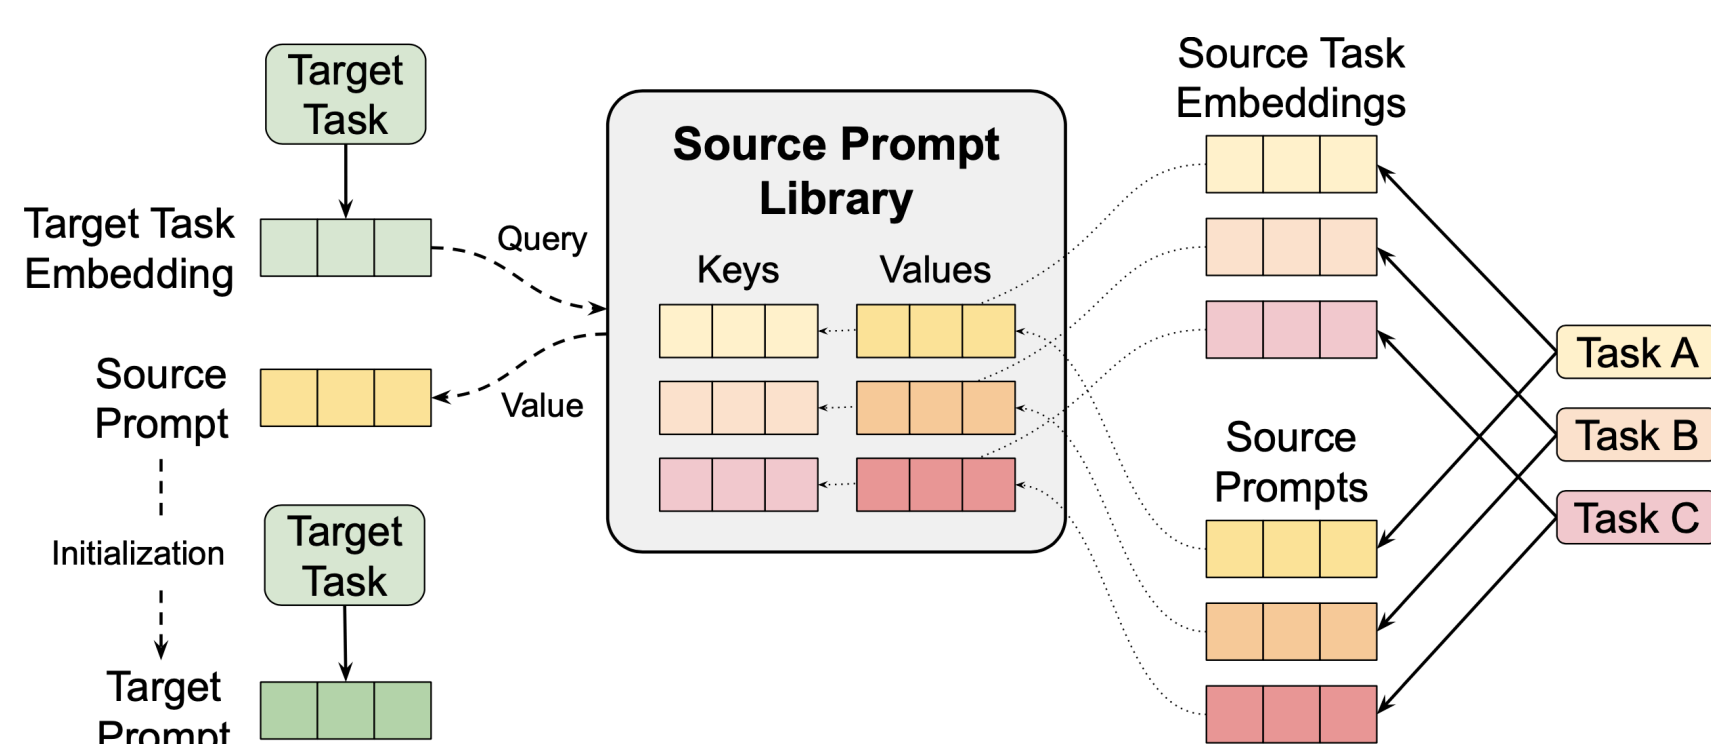 Target
Task
Target Task
Embedding
Query
Source
Prompt
Value
Initialization
Target
Task
Target
Prompt
Source Prompt
Library
Keys
Values
Source Task
Embeddings
Source
Prompts
Task A
Task B
Task C